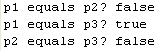 p1 equals p2? false
p1 equals p3? true
p2 equals p3? false